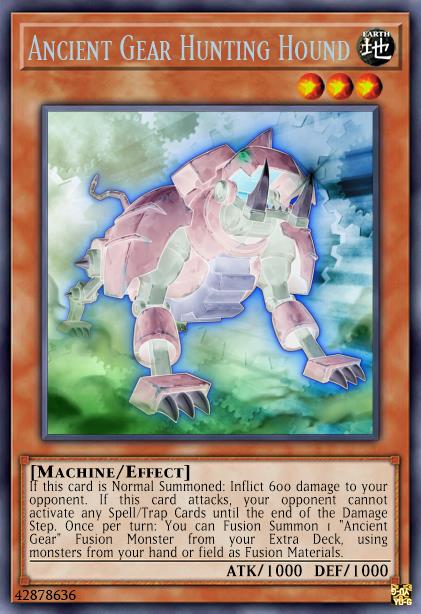 ANCIENT GEAR HUNTING HOUND
EARTH
地
[MACHINE/EFFECT]
If this card is Normal Summoned: Inflict 600 damage to your
opponent. If this card attacks, your opponent cannot
activate any Spell/Trap Cards until the end of the Damage
Step. Once per turn: You can Fusion Summon 1 "Ancient
Gear" Fusion Monster from your Extra Deck, using
monsters from your hand or field as Fusion Materials.
ATK/1000 DEF/1000
42878636